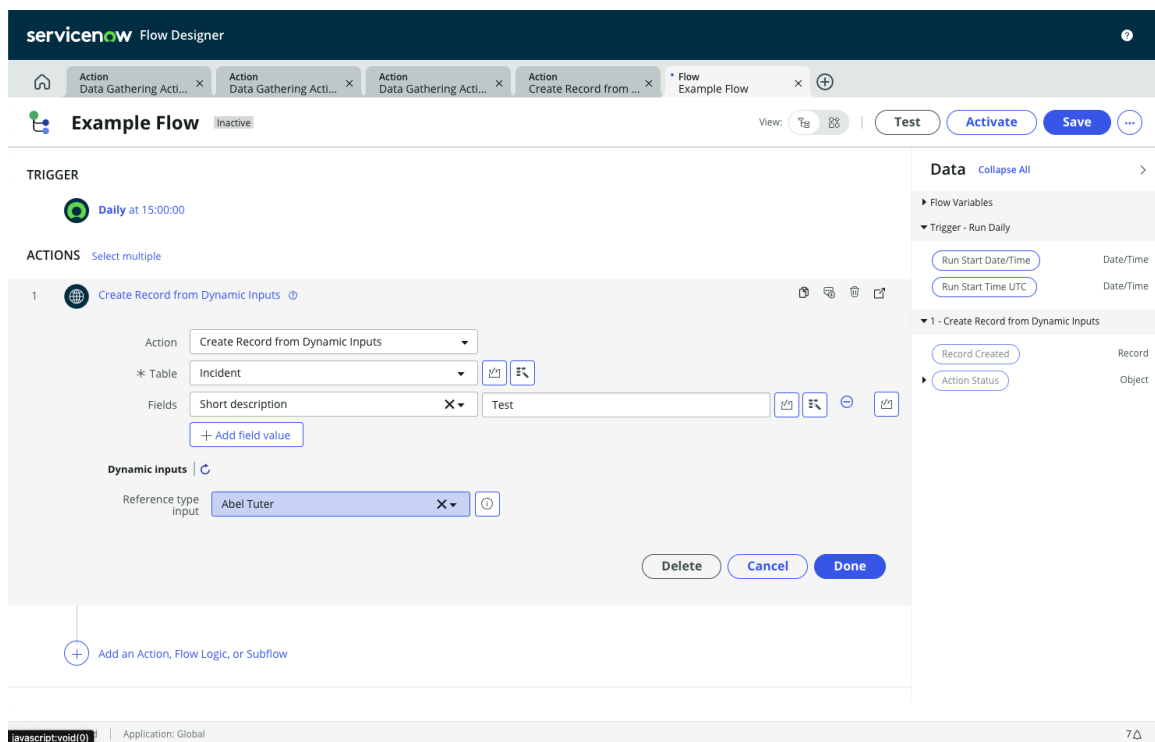 servicenow Flow Designer
Action
Data Gathering Acti...
Action
Data Gathering Acti...
Action
Data Gathering Acti...
Action
Create Record from ...
Flow
Example Flow
Example Flow Inactive
View:
Test
Activate
Save
TRIGGER
Daily at 15:00:00
ACTIONS Select multiple
1 Create Record from Dynamic Inputs
Action Create Record from Dynamic Inputs
* Table Incident
Fields Short description Test
+ Add field value
Dynamic inputs
Reference type
input
Abel Tuter
Delete
Cancel
Done
Add an Action, Flow Logic, or Subflow
Data Collapse All
Flow Variables
Trigger - Run Daily
Run Start Date/Time Date/Time
Run Start Time UTC Date/Time
1 - Create Record from Dynamic Inputs
Record Created Record
Action Status Object
javascript:void(0)
Application: Global
7